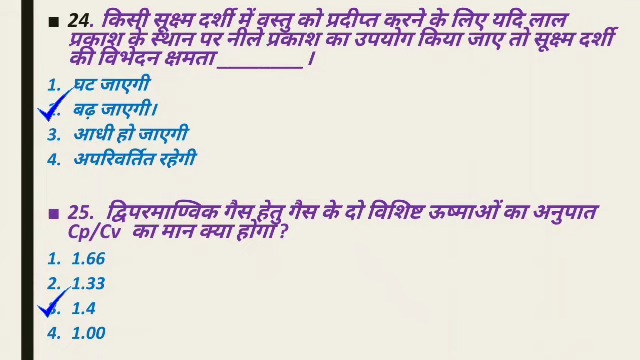 24. किसी सूक्ष्म दर्शी में वस्तु को प्रदीप्त करने के लिए यदि लाल
प्रकाश के स्थान पर नीले प्रकाश का उपयोग किया जाए तो सूक्ष्म दर्शी
की विभेदन क्षमता __________ ।
1. घट जाएगी
2. बढ़ जाएगी।
3. आधी हो जाएगी
4. अपरिवर्तित रहेगी
25. द्विपरमाण्विक गैस हेतु गैस के दो विशिष्ट ऊष्माओं का अनुपात
Cp/Cv का मान क्या होगा ?
1. 1.66
2. 1.33
3. 1.4
4. 1.00